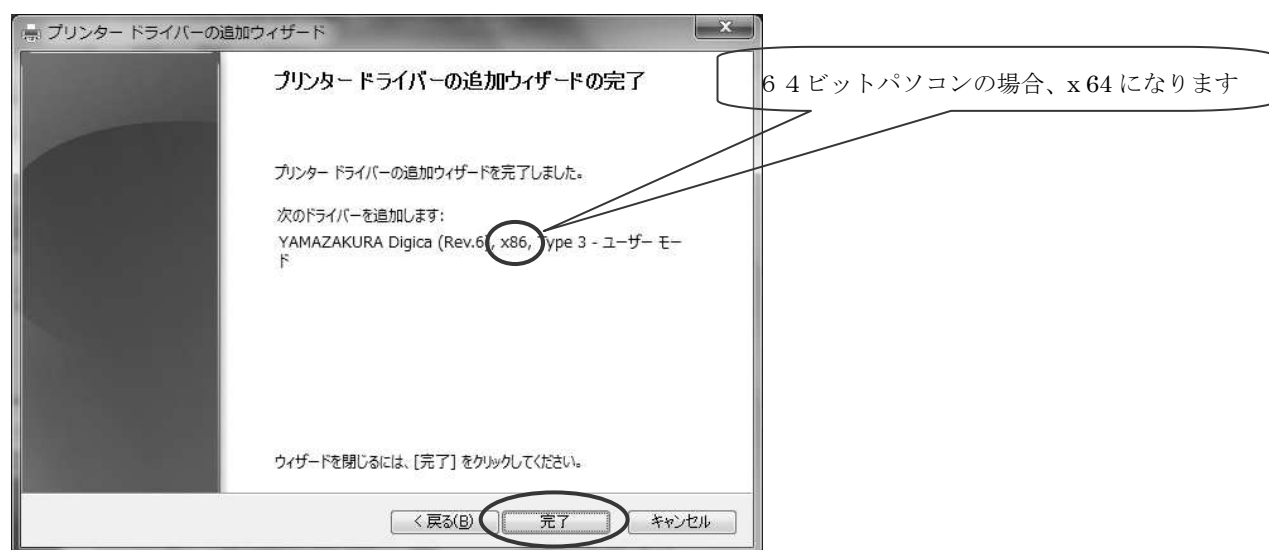 プリンター ドライバーの追加ウィザード
プリンター ドライバーの追加ウィザードの完了
64ビットパソコンの場合、x 64 になります
プリンター ドライバーの追加ウィザードを完了しました。
次のドライバーを追加します:
YAMAZAKURA Digica (Rev.6), x86, Type 3 - ユーザー モー
ド
ウィザードを閉じるには、[完了] をクリックしてください。
< 戻る(B)
完了
キャンセル